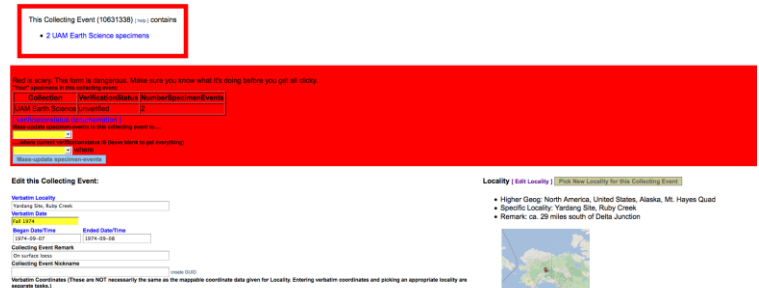 This Collecting Event (10631338) [ help ] contains
• 2 UAM Earth Science specimens
Red is scary. This form is dangerous. Make sure you know what it's doing before you get all clicky.
"Your" specimens in this collecting event:
Collection VerificationStatus NumberSpecimenEvents
UAM Earth Science unverified 2
[ verificationstatus documentation ]
Mass-update specimen-events in this collecting event to....
....where current verificationstatus IS (leave blank to get everything)
where
Mass-update specimen-events
Edit this Collecting Event:
Verbatim Locality
Yardang Site, Ruby Creek
Verbatim Date
Fall 1974
Began Date/Time Ended Date/Time
1974-09-07 1974-09-08
Collecting Event Remark
On surface loess
Collecting Event Nickname
create GUID
Verbatim Coordinates (These are NOT necessarily the same as the mappable coordinate data given for Locality. Entering verbatim coordinates and picking an appropriate locality are
separate tasks.)
Locality [ Edit Locality ] Pick New Locality for this Collecting Event
• Higher Geog: North America, United States, Alaska, Mt. Hayes Quad
• Specific Locality: Yardang Site, Ruby Creek
• Remark: ca. 29 miles south of Delta Junction